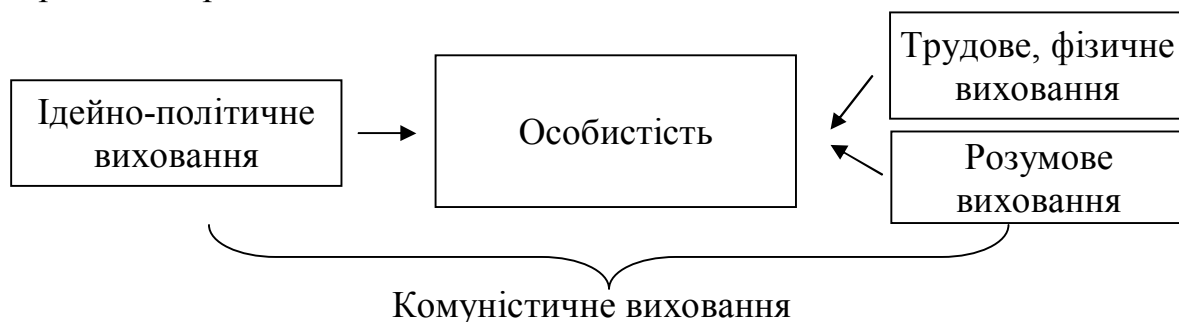 Трудове, фізичне
виховання
Ідейно-політичне
виховання
Особистість
Розумове
виховання
Комуністичне виховання